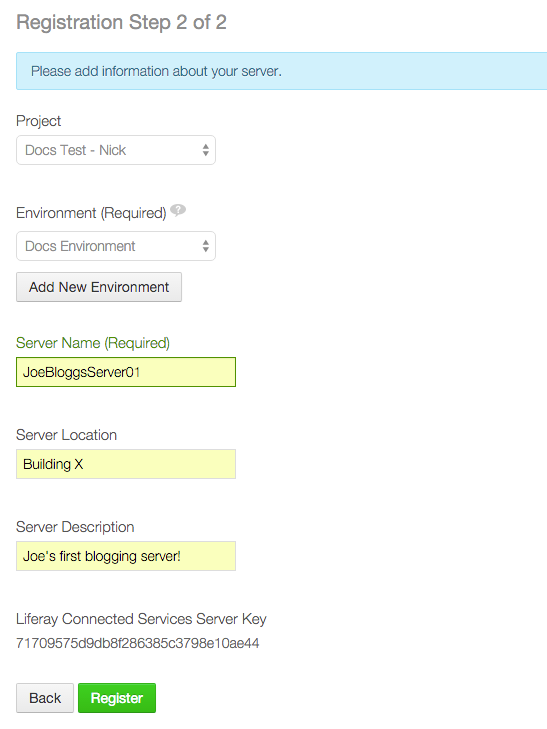 Registration Step 2 of 2
Please add information about your server.
Project
Docs Test - Nick
Environment (Required)
Docs Environment
Add New Environment
Server Name (Required)
JoeBloggsServer01
Server Location
Building X
Server Description
Joe's first blogging server!
Liferay Connected Services Server Key
71709575d9db8f286385c3798e10ae44
Back Register